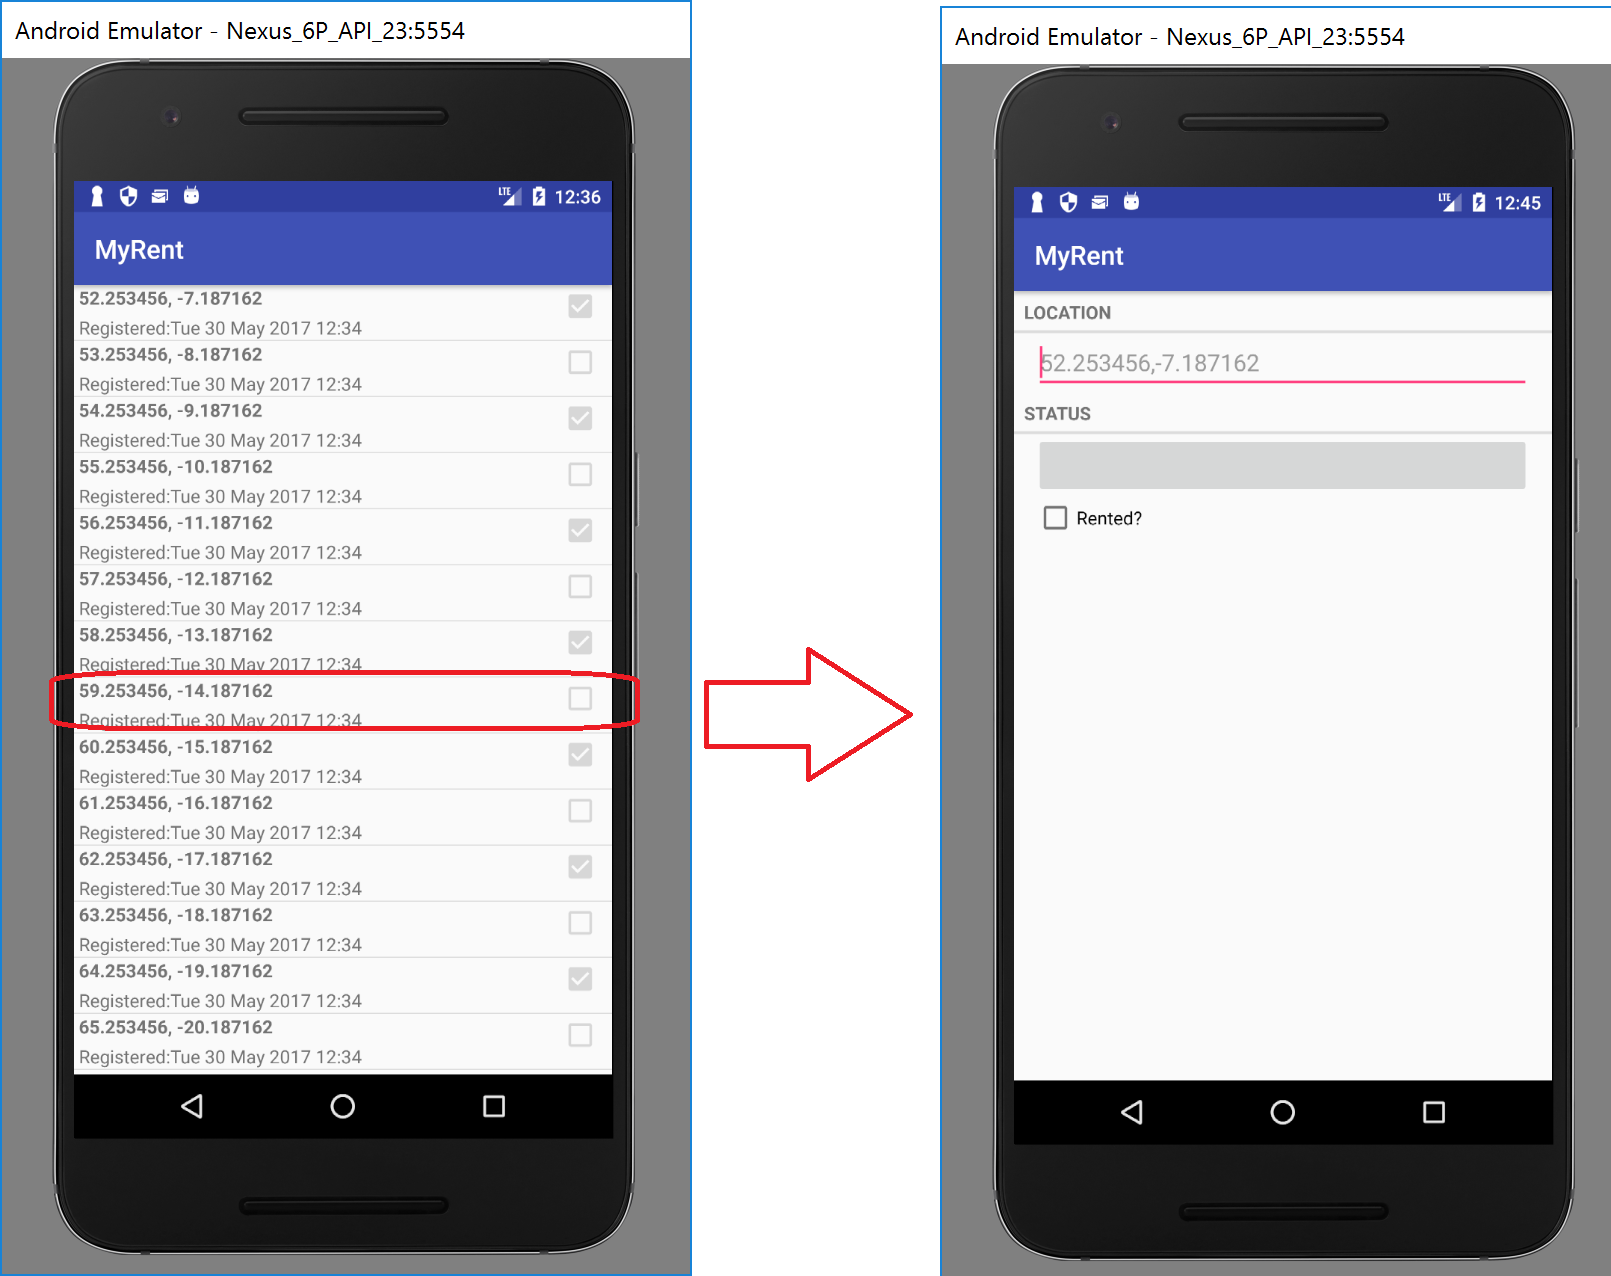 Android Emulator - Nexus_6P_API_23:5554
LTE 12:36
MyRent
52.253456, -7.187162
Registered:Tue 30 May 2017 12:34
53.253456, -8.187162
Registered:Tue 30 May 2017 12:34
54.253456, -9.187162
Registered:Tue 30 May 2017 12:34
55.253456, -10.187162
Registered:Tue 30 May 2017 12:34
56.253456, -11.187162
Registered:Tue 30 May 2017 12:34
57.253456, -12.187162
Registered:Tue 30 May 2017 12:34
58.253456, -13.187162
Registered:Tue 30 May 2017 12:34
59.253456, -14.187162
Registered:Tue 30 May 2017 12:34
60.253456, -15.187162
Registered:Tue 30 May 2017 12:34
61.253456, -16.187162
Registered:Tue 30 May 2017 12:34
62.253456, -17.187162
Registered:Tue 30 May 2017 12:34
63.253456, -18.187162
Registered:Tue 30 May 2017 12:34
64.253456, -19.187162
Registered:Tue 30 May 2017 12:34
65.253456, -20.187162
Registered:Tue 30 May 2017 12:34
Android Emulator - Nexus_6P_API_23:5554
LTE 12:45
MyRent
LOCATION
52.253456,-7.187162
STATUS
Rented?